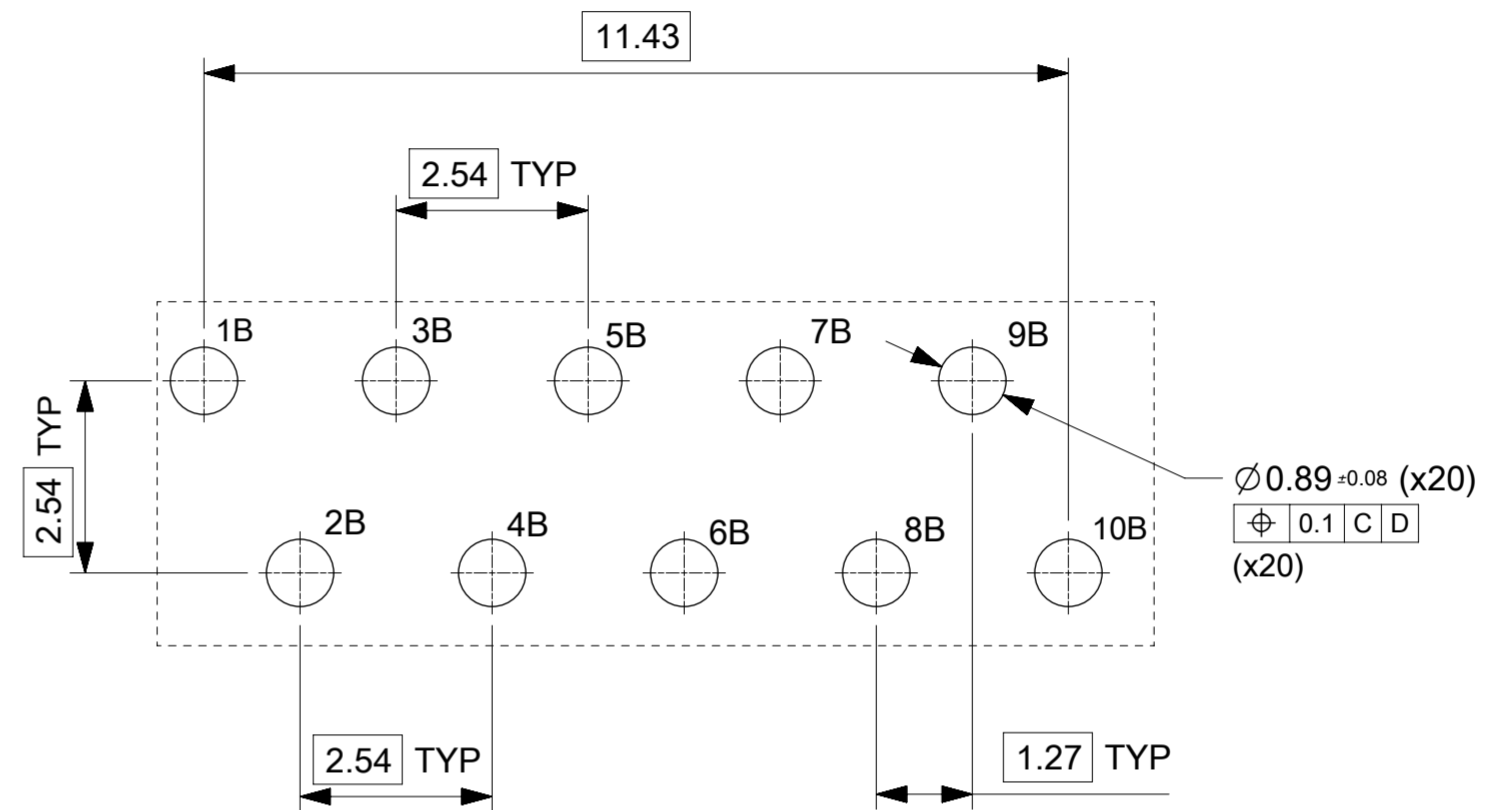 11.43
2.54 TYP
1B 3B 5B 7B 9B
2.54 TYP
Ø0.89 ±0.08 (x20)
⌖ 0.1 C D
(x20)
2B 4B 6B 8B 10B
2.54 TYP
1.27 TYP